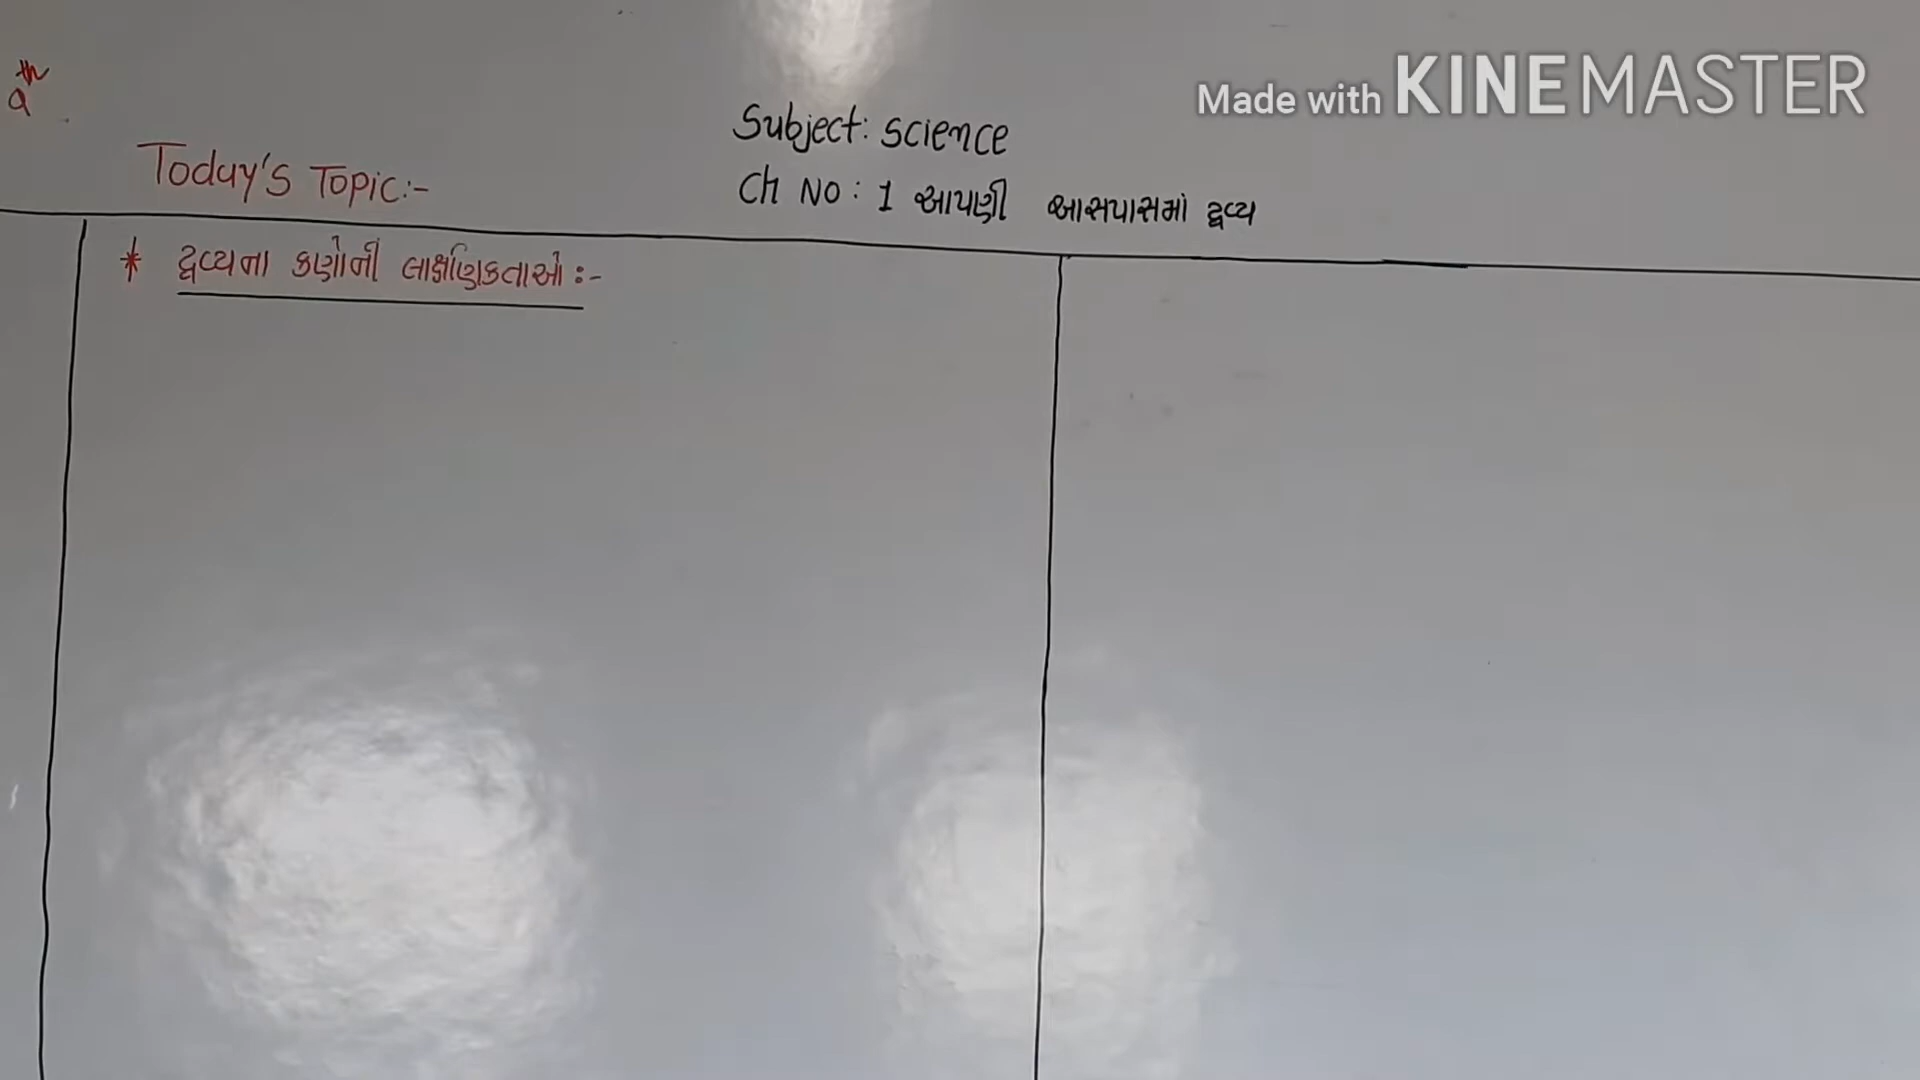 9th
Made with KINEMASTER
Subject: Science
Today's Topic:-
Ch No: 1 આપણી આસપાસમાં દ્રવ્ય
* દ્રવ્યના કણોની લાક્ષણિકતાઓ :-